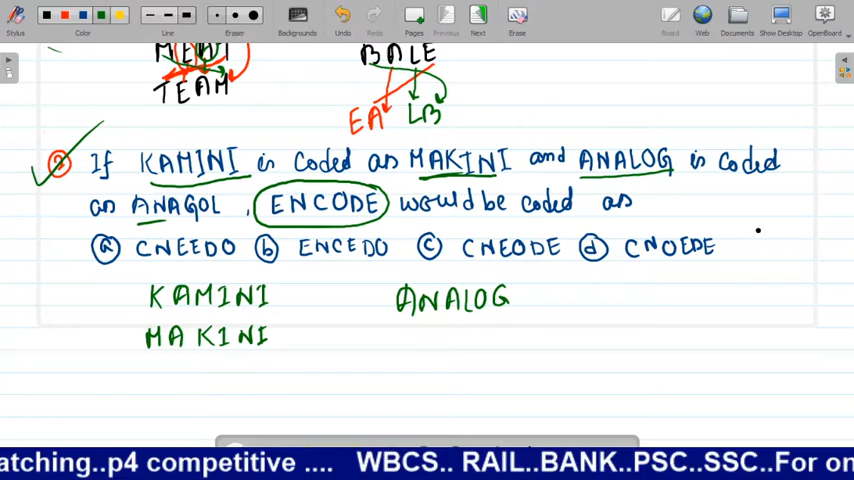 Stylus Color Line Eraser Backgrounds Undo Redo Pages Previous Next Erase Board Web Documents Show Desktop OpenBoard
MEAT BALE
TEAM EA LB
② If KAMINI is coded as MAKINI and ANALOG is coded
as ANAGOL , ENCODE would be coded as
ⓐ CNEEDO ⓑ ENCEDO ⓒ CNEODE ⓓ CNOEDE
KAMINI ANALOG
MAKINI
atching..p4 competitive .... WBCS.. RAIL..BANK..PSC..SSC..For on